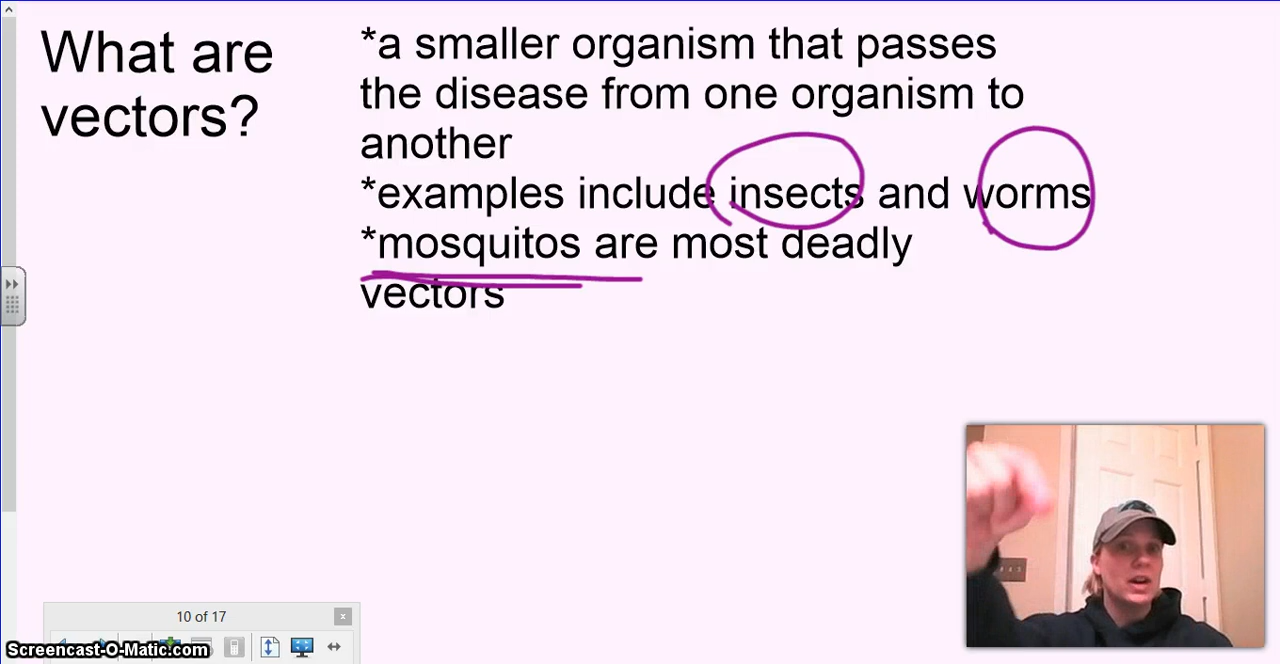 What are
vectors?
*a smaller organism that passes
the disease from one organism to
another
*examples include insects and worms
*mosquitos are most deadly
vectors
10 of 17
x
Screencast-O-Matic.com